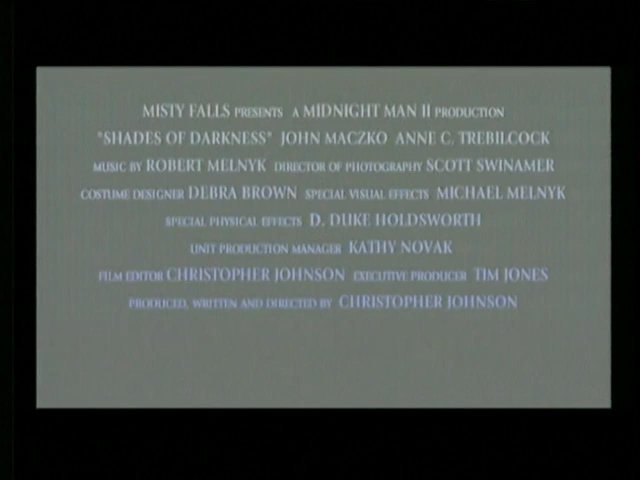 MISTY FALLS PRESENTS A MIDNIGHT MAN II PRODUCTION
"SHADES OF DARKNESS" JOHN MACZKO ANNE C. TREBILCOCK
MUSIC BY ROBERT MELNYK DIRECTOR OF PHOTOGRAPHY SCOTT SWINAMER
COSTUME DESIGNER DEBRA BROWN SPECIAL VISUAL EFFECTS MICHAEL MELNYK
SPECIAL PHYSICAL EFFECTS D. DUKE HOLDSWORTH
UNIT PRODUCTION MANAGER KATHY NOVAK
FILM EDITOR CHRISTOPHER JOHNSON EXECUTIVE PRODUCER TIM JONES
PRODUCED, WRITTEN AND DIRECTED BY CHRISTOPHER JOHNSON